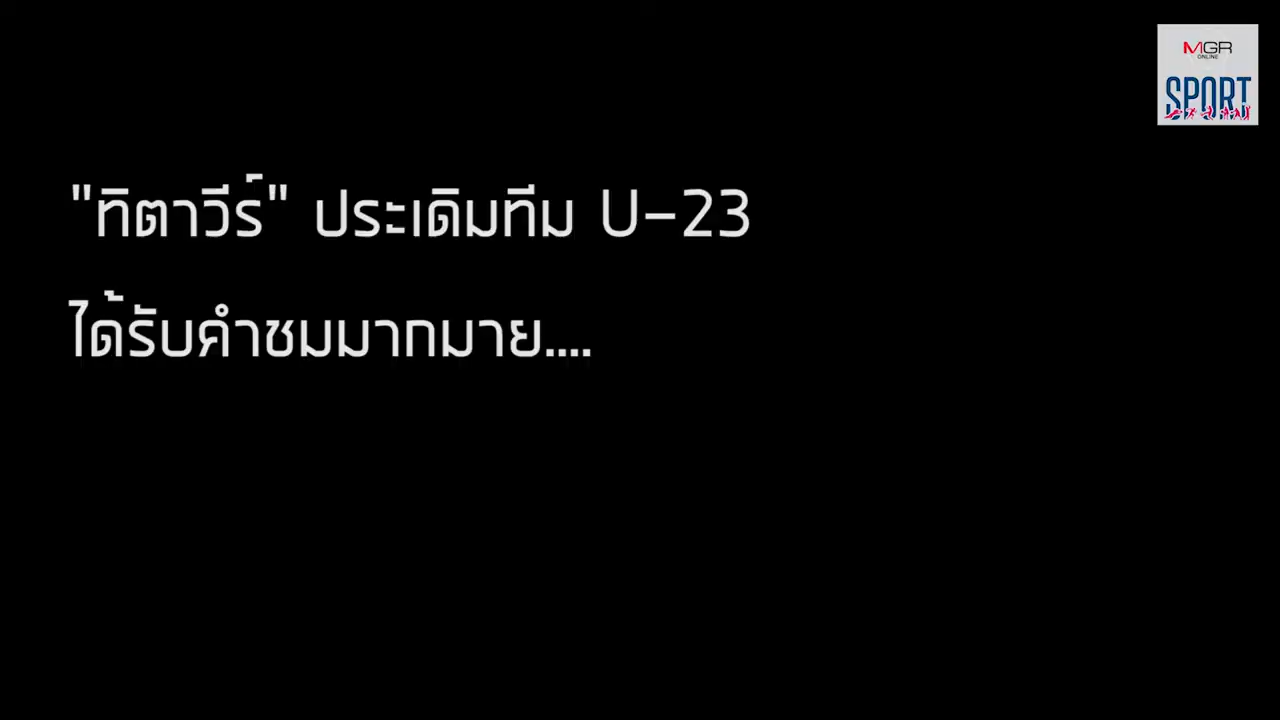 MGR
ONLINE
SPORT
"ทิตาวีร์" ประเดิมทีม U-23
ได้รับคำชมมากมาย....